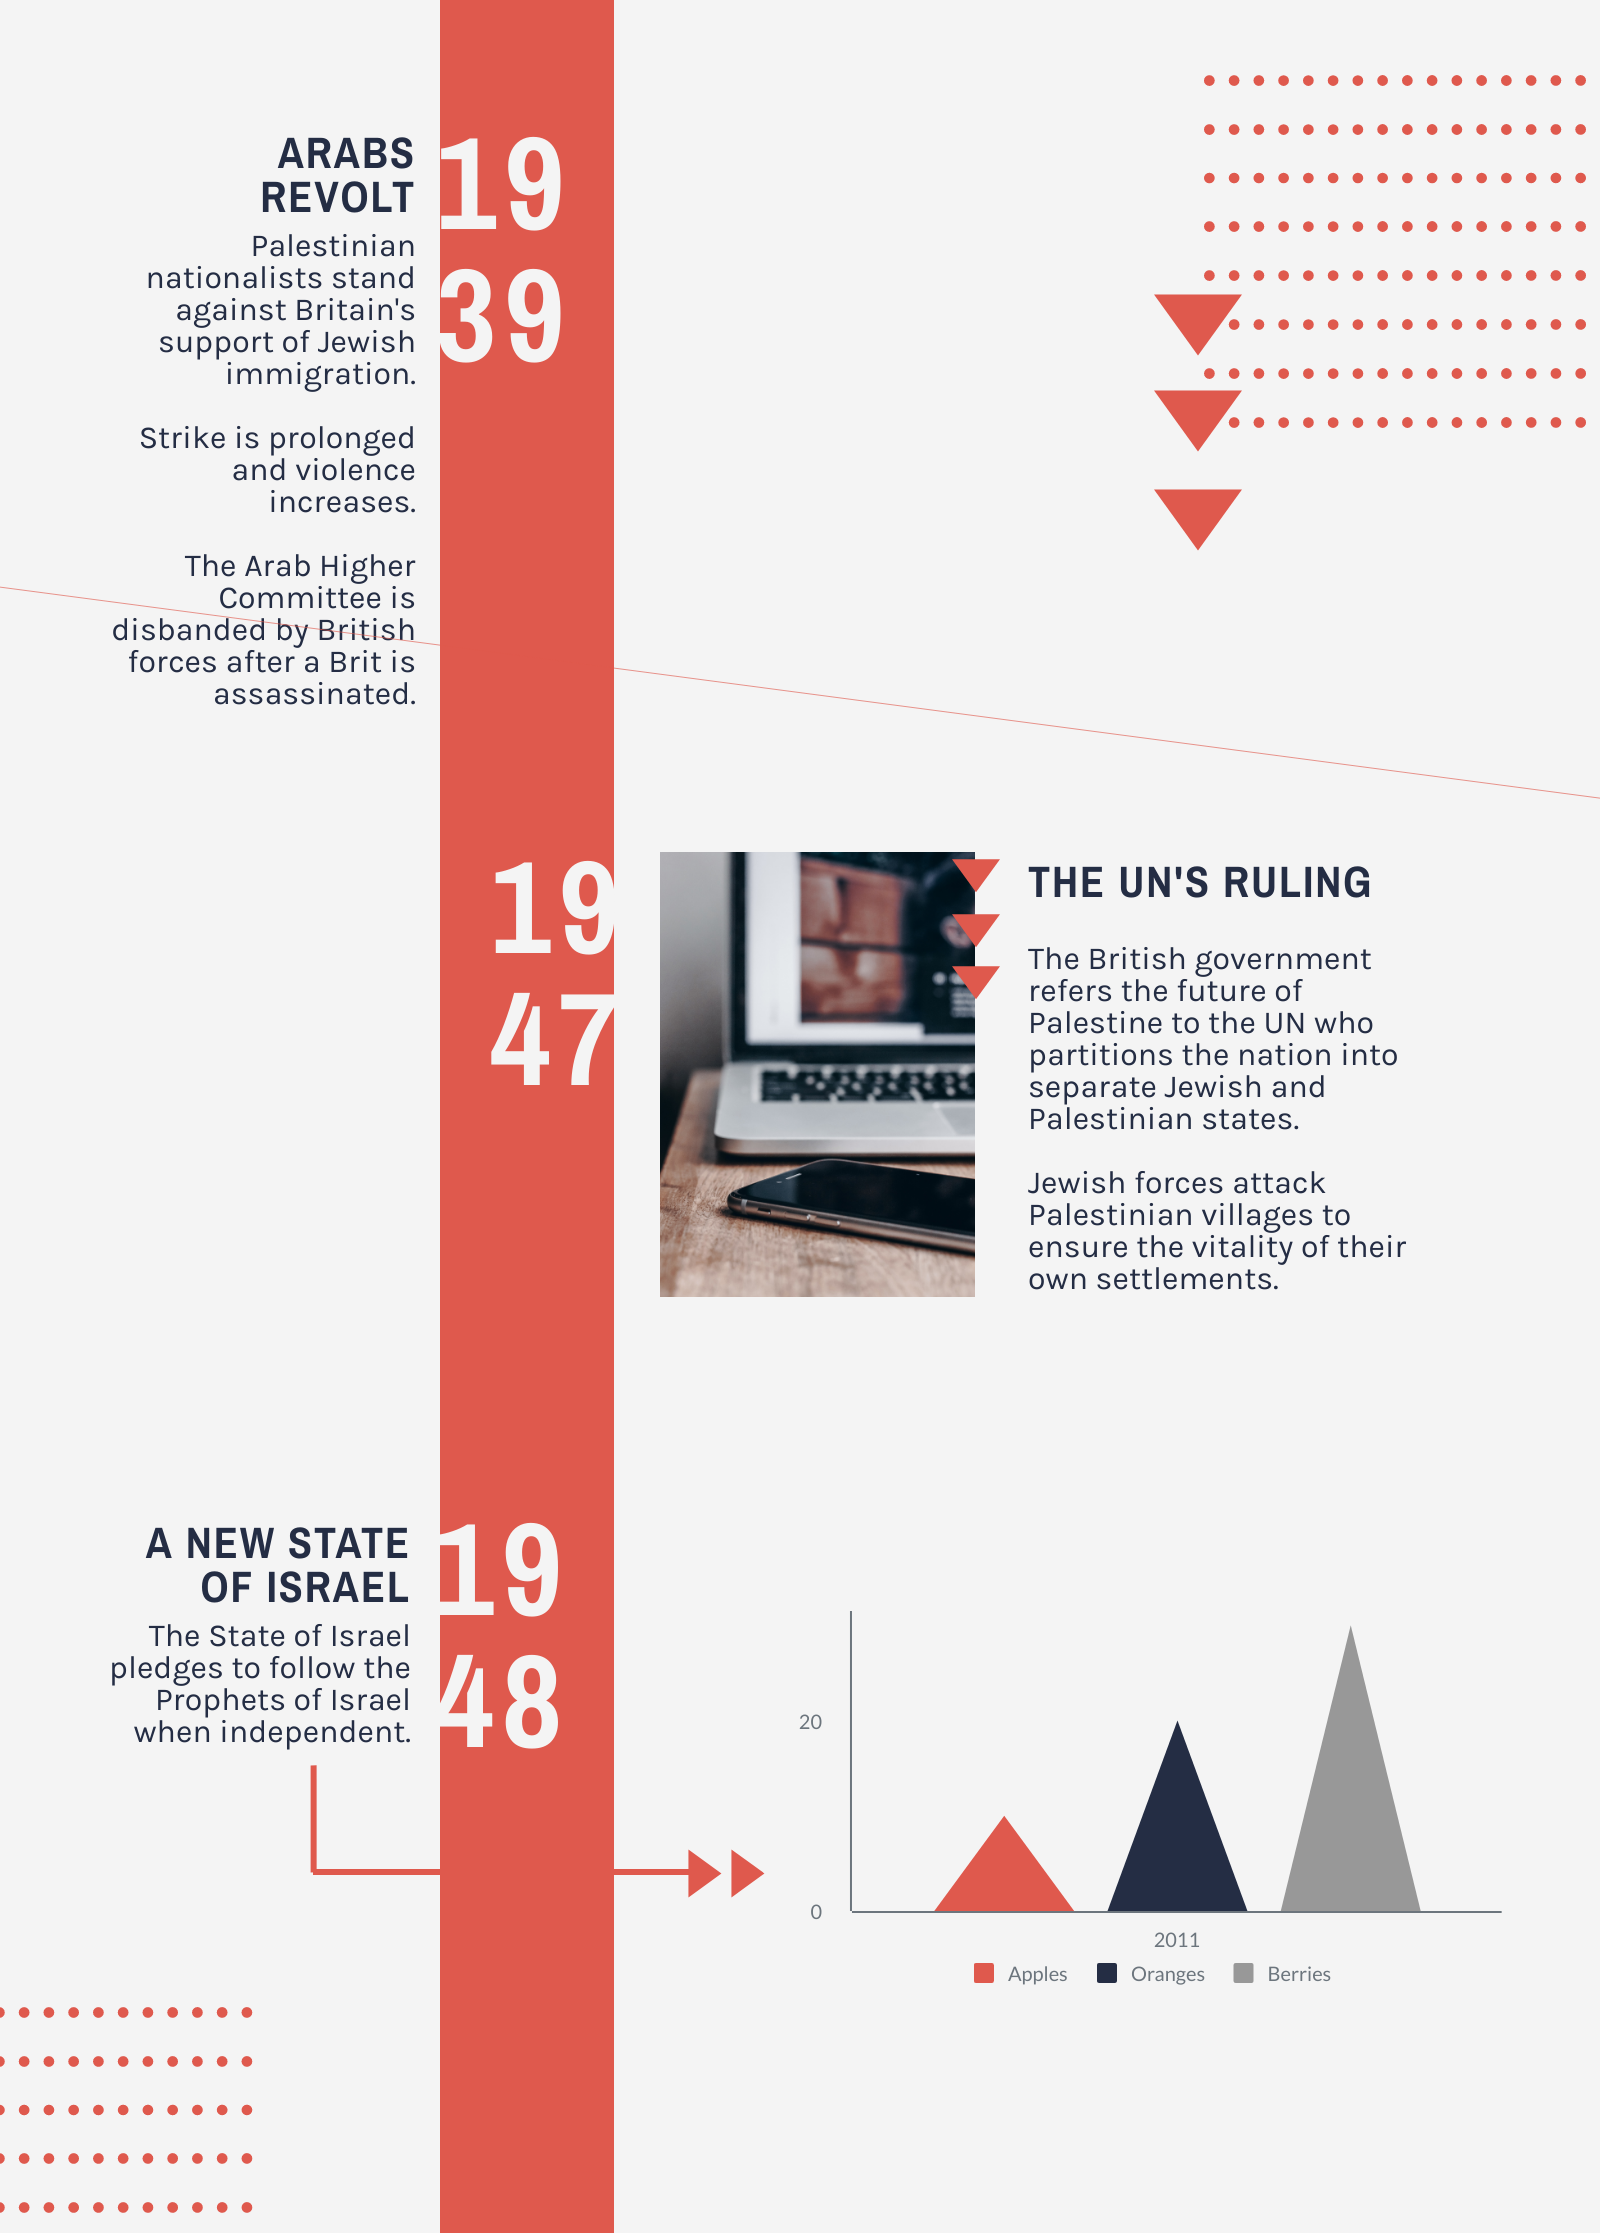 ARABS
REVOLT
19
39
Palestinian
nationalists stand
against Britain's
support of Jewish
immigration.
Strike is prolonged
and violence
increases.
The Arab Higher
Committee is
disbanded by British
forces after a Brit is
assassinated.
19
47
THE UN'S RULING
The British government
refers the future of
Palestine to the UN who
partitions the nation into
separate Jewish and
Palestinian states.
Jewish forces attack
Palestinian villages to
ensure the vitality of their
own settlements.
A NEW STATE
OF ISRAEL
19
48
The State of Israel
pledges to follow the
Prophets of Israel
when independent.
20
0
2011
Apples Oranges Berries